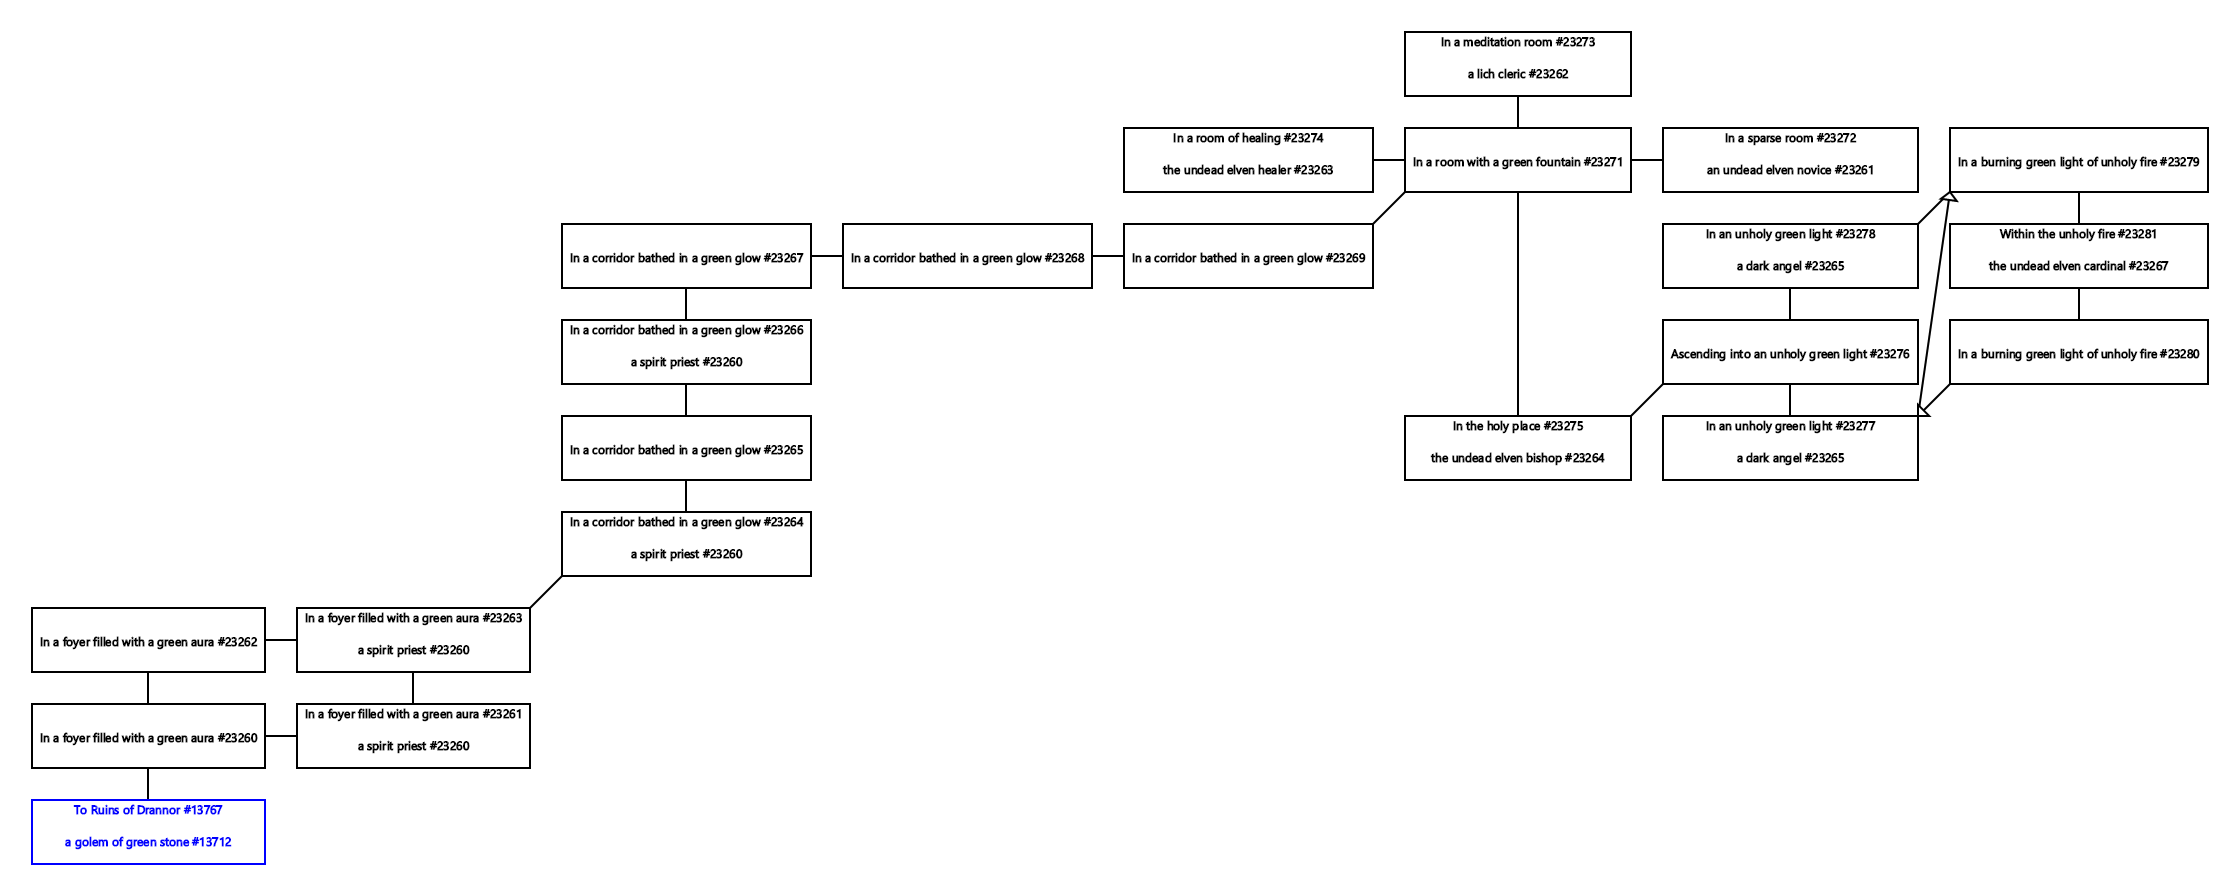 In a meditation room #23273
a lich cleric #23262
In a room of healing #23274
the undead elven healer #23263
In a room with a green fountain #23271
In a sparse room #23272
an undead elven novice #23261
In a burning green light of unholy fire #23279
In a corridor bathed in a green glow #23267
In a corridor bathed in a green glow #23268
In a corridor bathed in a green glow #23269
In an unholy green light #23278
a dark angel #23265
Within the unholy fire #23281
the undead elven cardinal #23267
In a corridor bathed in a green glow #23266
a spirit priest #23260
Ascending into an unholy green light #23276
In a burning green light of unholy fire #23280
In a corridor bathed in a green glow #23265
In the holy place #23275
the undead elven bishop #23264
In an unholy green light #23277
a dark angel #23265
In a corridor bathed in a green glow #23264
a spirit priest #23260
In a foyer filled with a green aura #23262
In a foyer filled with a green aura #23263
a spirit priest #23260
In a foyer filled with a green aura #23260
In a foyer filled with a green aura #23261
a spirit priest #23260
To Ruins of Drannor #13767
a golem of green stone #13712